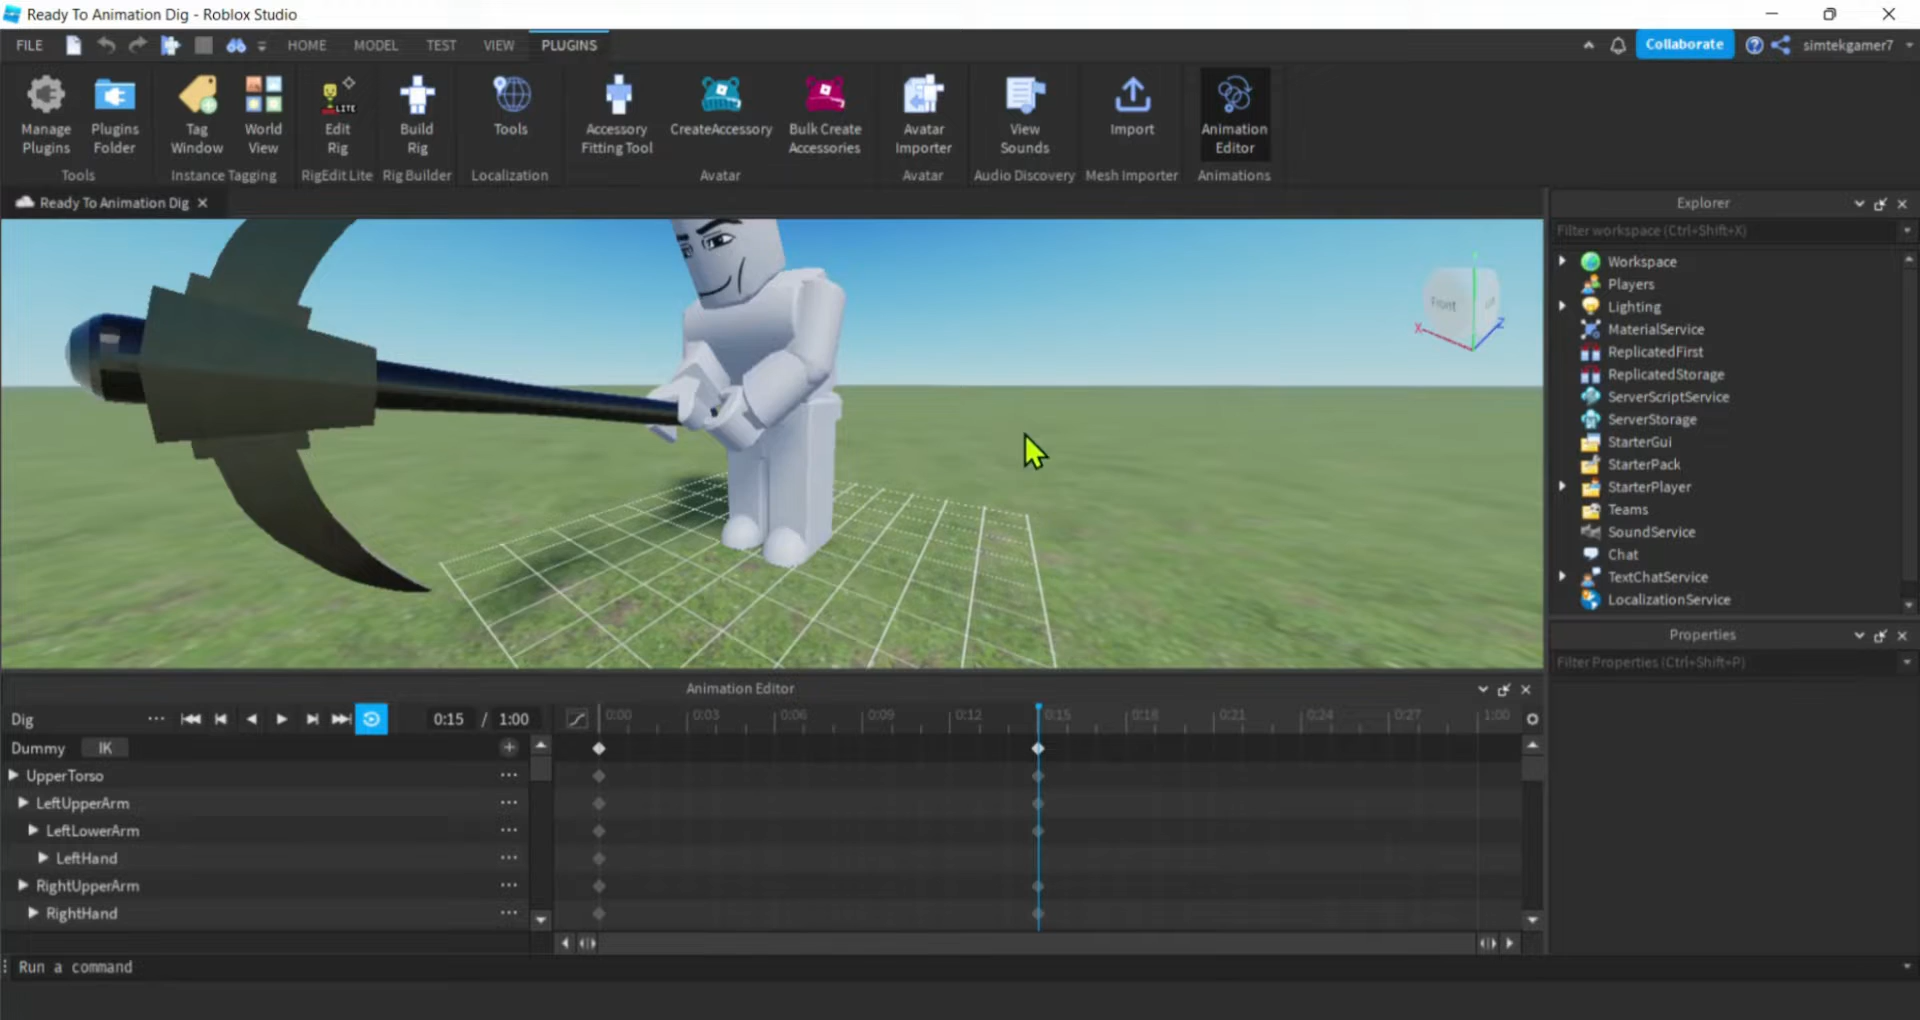 Ready To Animation Dig - Roblox Studio
FILE HOME MODEL TEST VIEW PLUGINS Collaborate simtekgamer7
Manage Plugins
Plugins Folder
Tag Window
World View
LITE
Edit Rig
Build Rig
Tools
Accessory Fitting Tool
CreateAccessory
Bulk Create Accessories
Avatar Importer
View Sounds
Import
Animation Editor
Tools Instance Tagging RigEdit Lite Rig Builder Localization Avatar Avatar Audio Discovery Mesh Importer Animations
Ready To Animation Dig
Front
X
Z
Explorer
Filter workspace (Ctrl+Shift+X)
Workspace
Players
Lighting
MaterialService
ReplicatedFirst
ReplicatedStorage
ServerScriptService
ServerStorage
StarterGui
StarterPack
StarterPlayer
Teams
SoundService
Chat
TextChatService
LocalizationService
Properties
Filter Properties (Ctrl+Shift+P)
Animation Editor
Dig 0:15 / 1:00 0:00 0:03 0:06 0:09 0:12 0:15 0:18 0:21 0:24 0:27 1:00
Dummy IK
UpperTorso
LeftUpperArm
LeftLowerArm
LeftHand
RightUpperArm
RightHand
Run a command